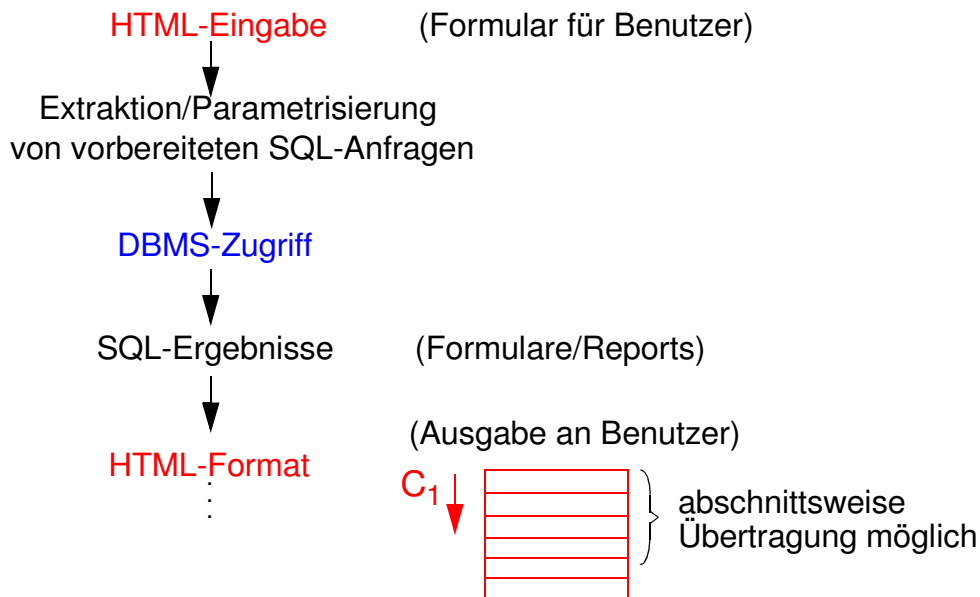 HTML-Eingabe (Formular für Benutzer)
Extraktion/Parametrisierung
von vorbereiteten SQL-Anfragen
DBMS-Zugriff
SQL-Ergebnisse (Formulare/Reports)
(Ausgabe an Benutzer)
HTML-Format
C1
abschnittsweise
Übertragung möglich